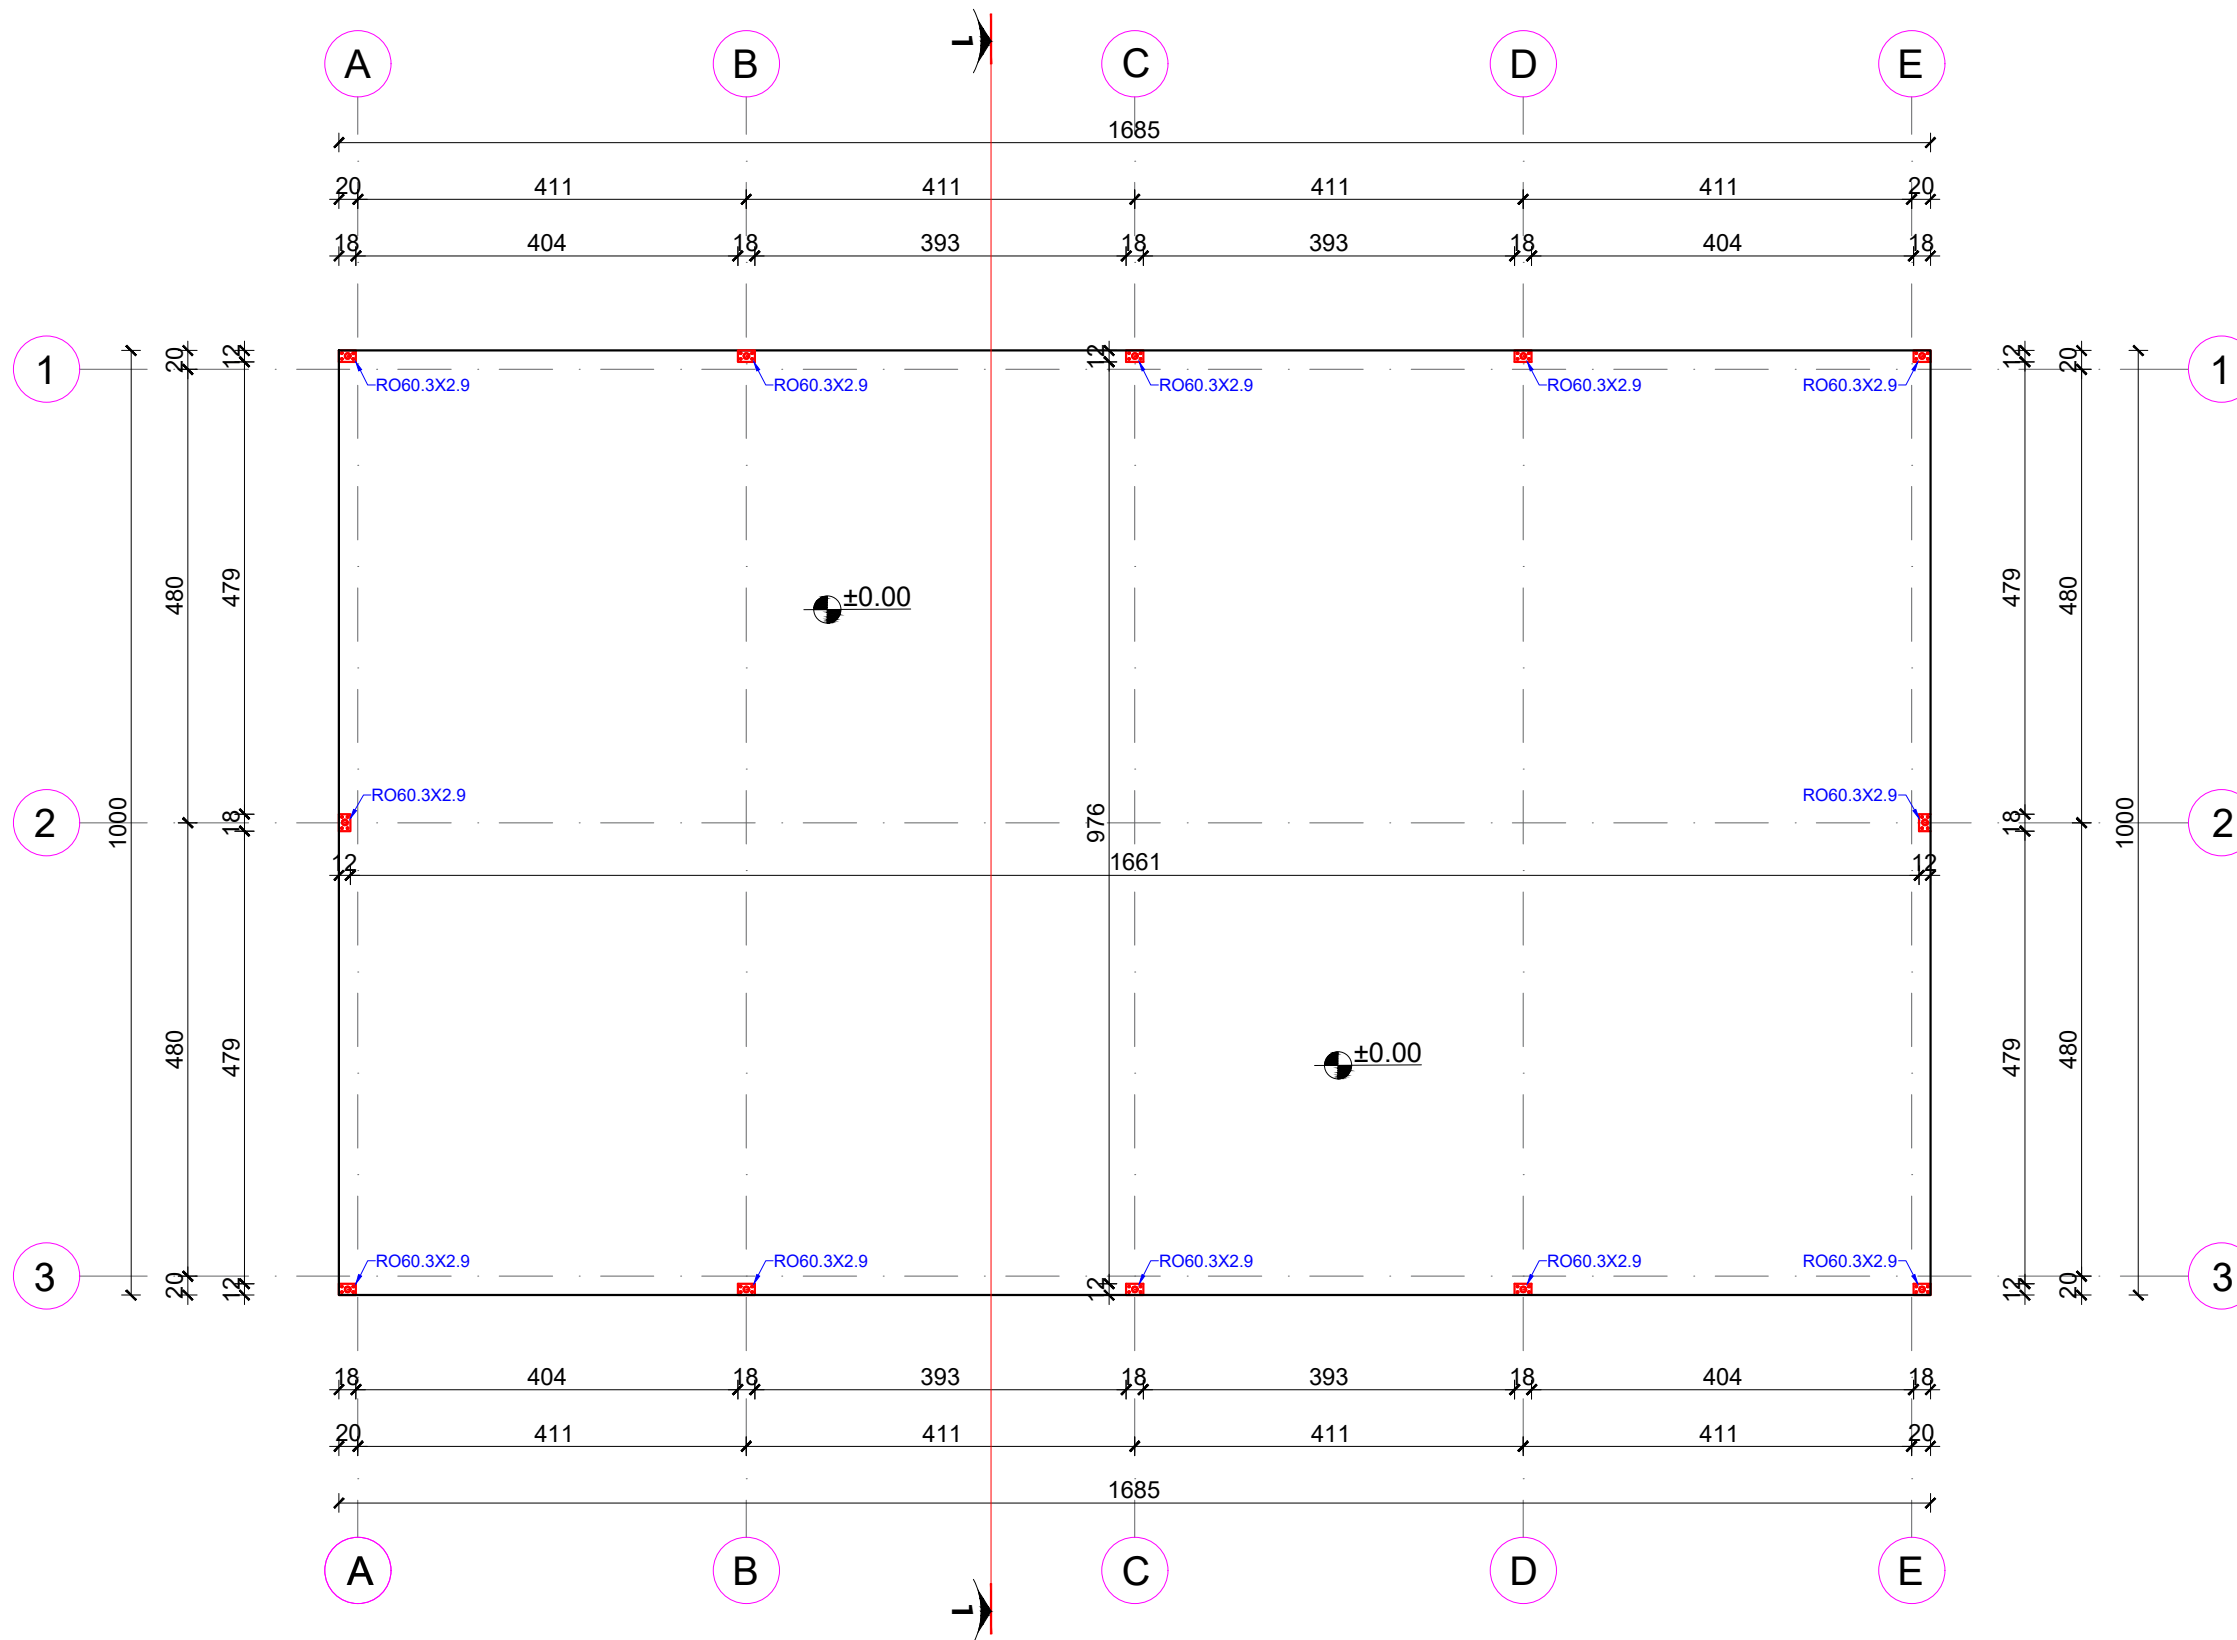 1
A B C D E
1685
20 411 411 411 411 20
18 404 18 393 18 393 18 404 18
1 20 12 12 12 20 1
RO60.3X2.9 RO60.3X2.9 RO60.3X2.9 RO60.3X2.9 RO60.3X2.9
480 479 ±0.00 479 480
RO60.3X2.9 RO60.3X2.9
2 1000 18 976 18 1000 2
12 1661 12
480 479 ±0.00 479 480
RO60.3X2.9 RO60.3X2.9 RO60.3X2.9 RO60.3X2.9 RO60.3X2.9
3 20 12 12 12 20 3
18 404 18 393 18 393 18 404 18
20 411 411 411 411 20
1685
A B C D E
1